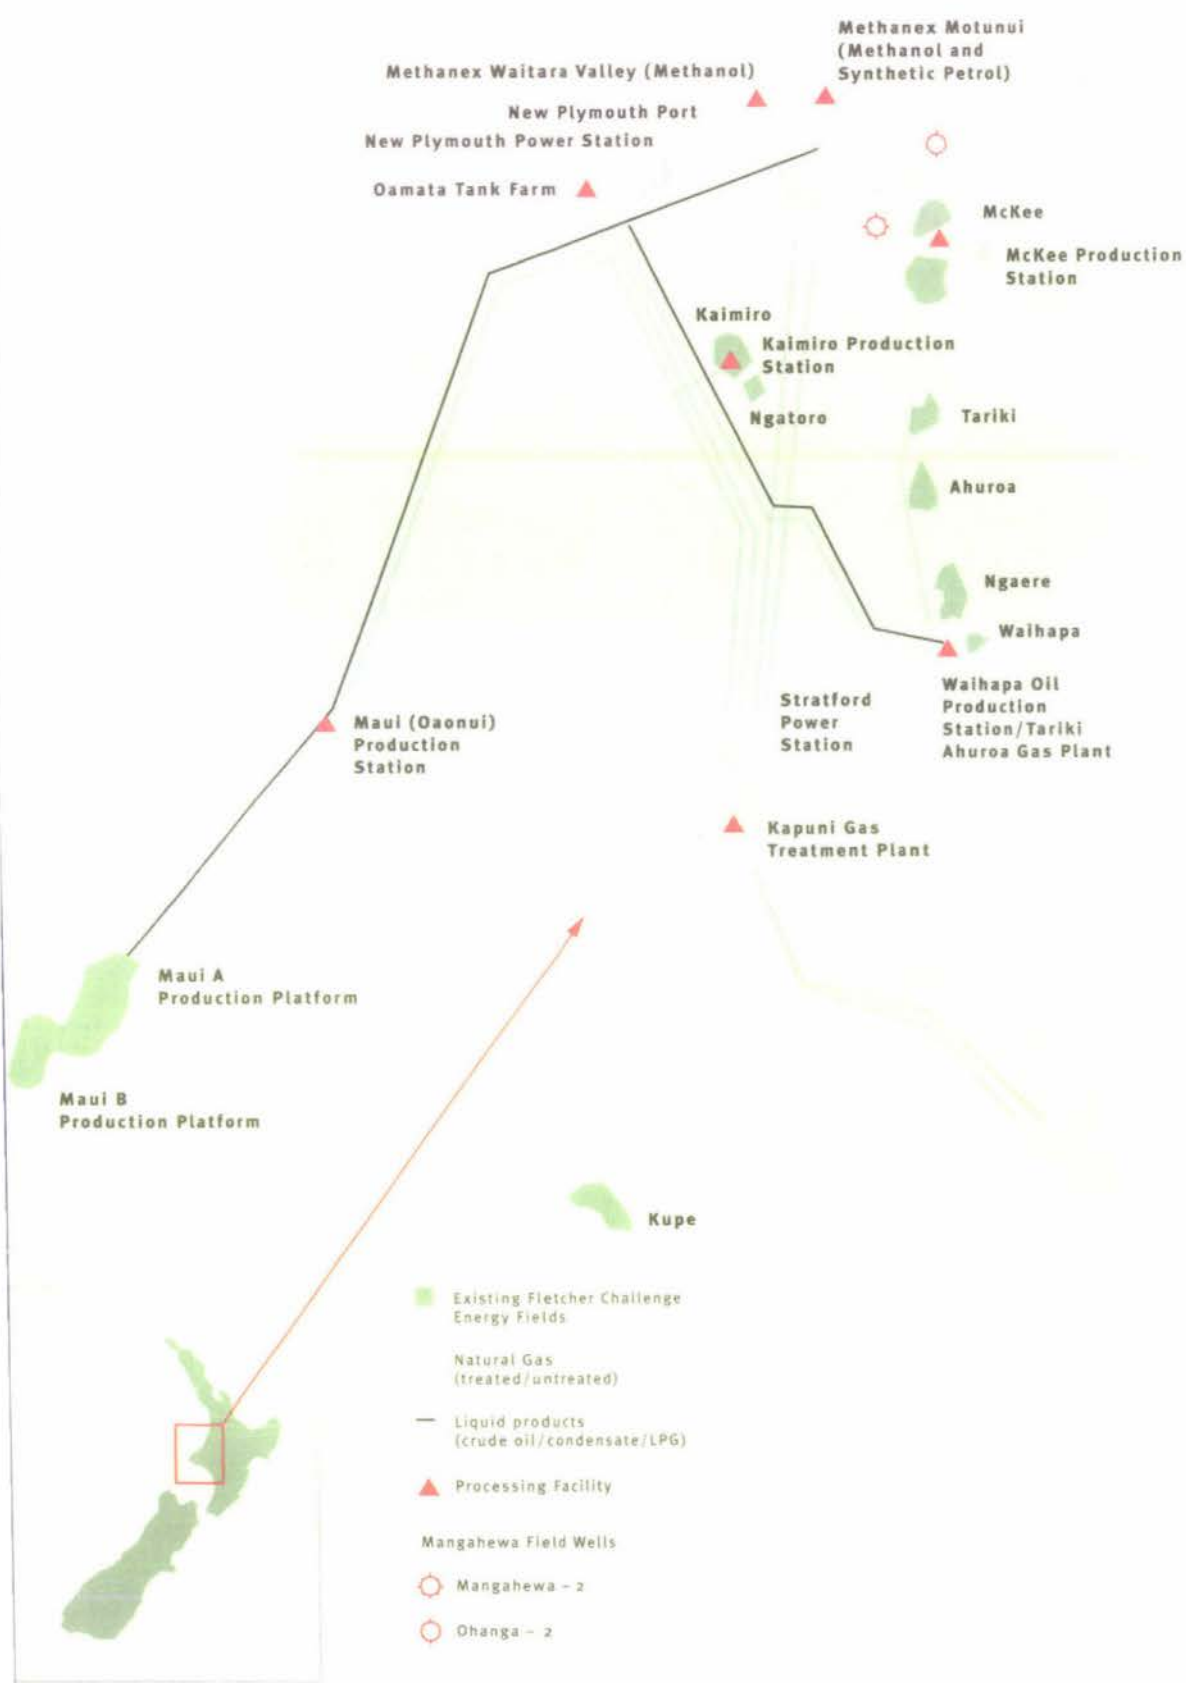 Methanex Motunui
(Methanol and
Synthetic Petrol)
Methanex Waitara Valley (Methanol)
New Plymouth Port
New Plymouth Power Station
Oamata Tank Farm
McKee
McKee Production
Station
Kaimiro
Kaimiro Production
Station
Ngatoro
Tariki
Ahuroa
Ngaere
Waihapa
Waihapa Oil
Production
Station/Tariki
Ahuroa Gas Plant
Stratford
Power
Station
Maui (Oaonui)
Production
Station
Kapuni Gas
Treatment Plant
Maui A
Production Platform
Maui B
Production Platform
Kupe
Existing Fletcher Challenge
Energy Fields
Natural Gas
(treated/untreated)
Liquid products
(crude oil/condensate/LPG)
Processing Facility
Mangahewa Field Wells
Mangahewa – 2
Ohanga – 2